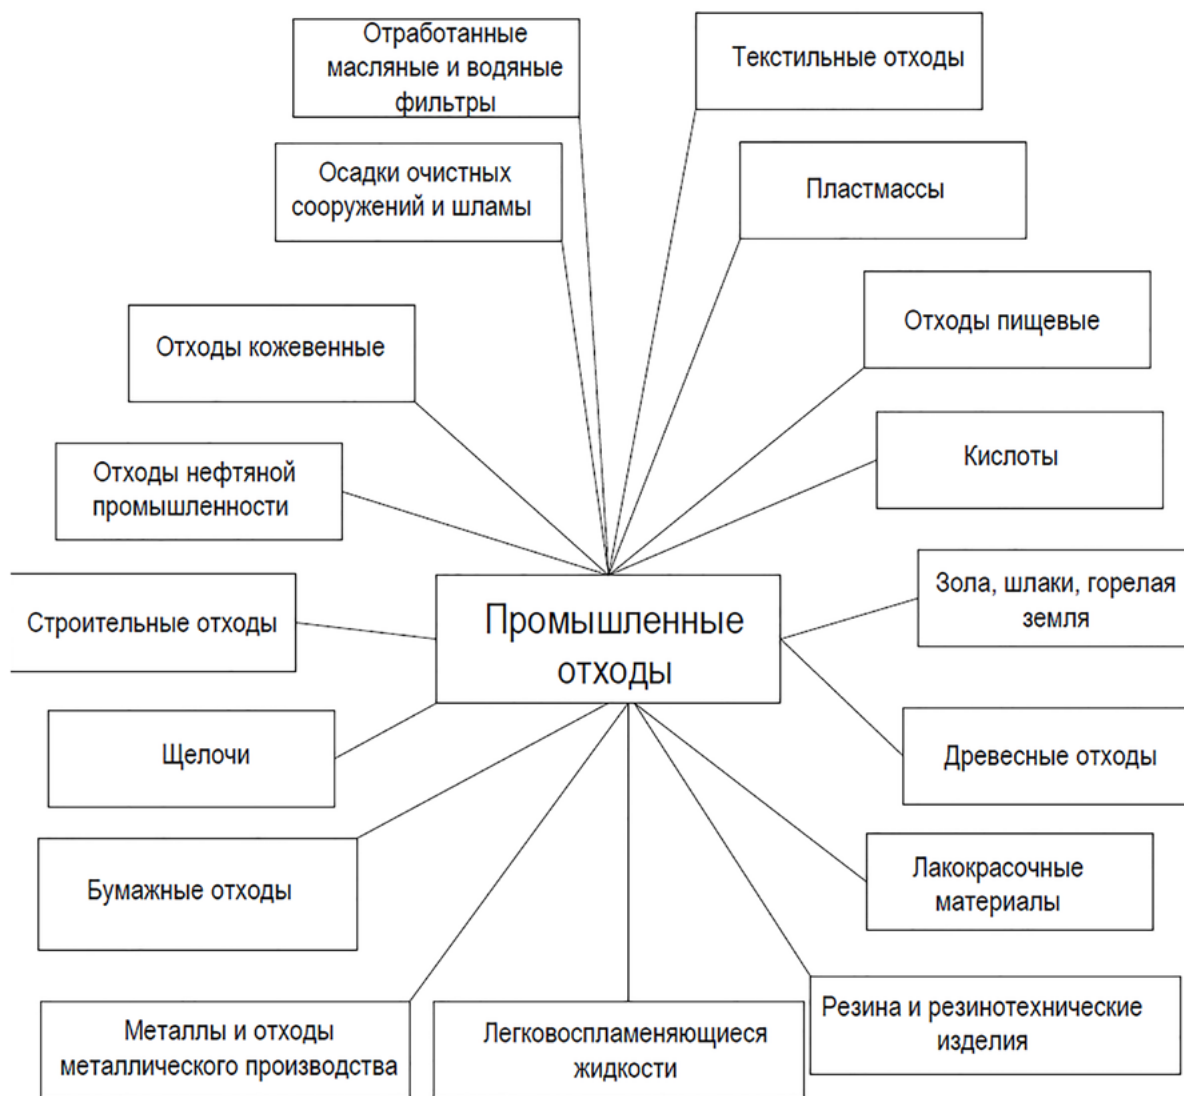 Отработанные
масляные и водяные
фильтры
Текстильные отходы
Осадки очистных
сооружений и шламы
Пластмассы
Отходы кожевенные
Отходы пищевые
Отходы нефтяной
промышленности
Кислоты
Строительные отходы
Промышленные
отходы
Зола, шлаки, горелая
земля
Щелочи
Древесные отходы
Бумажные отходы
Лакокрасочные
материалы
Металлы и отходы
металлического производства
Легковоспламеняющиеся
жидкости
Резина и резинотехнические
изделия